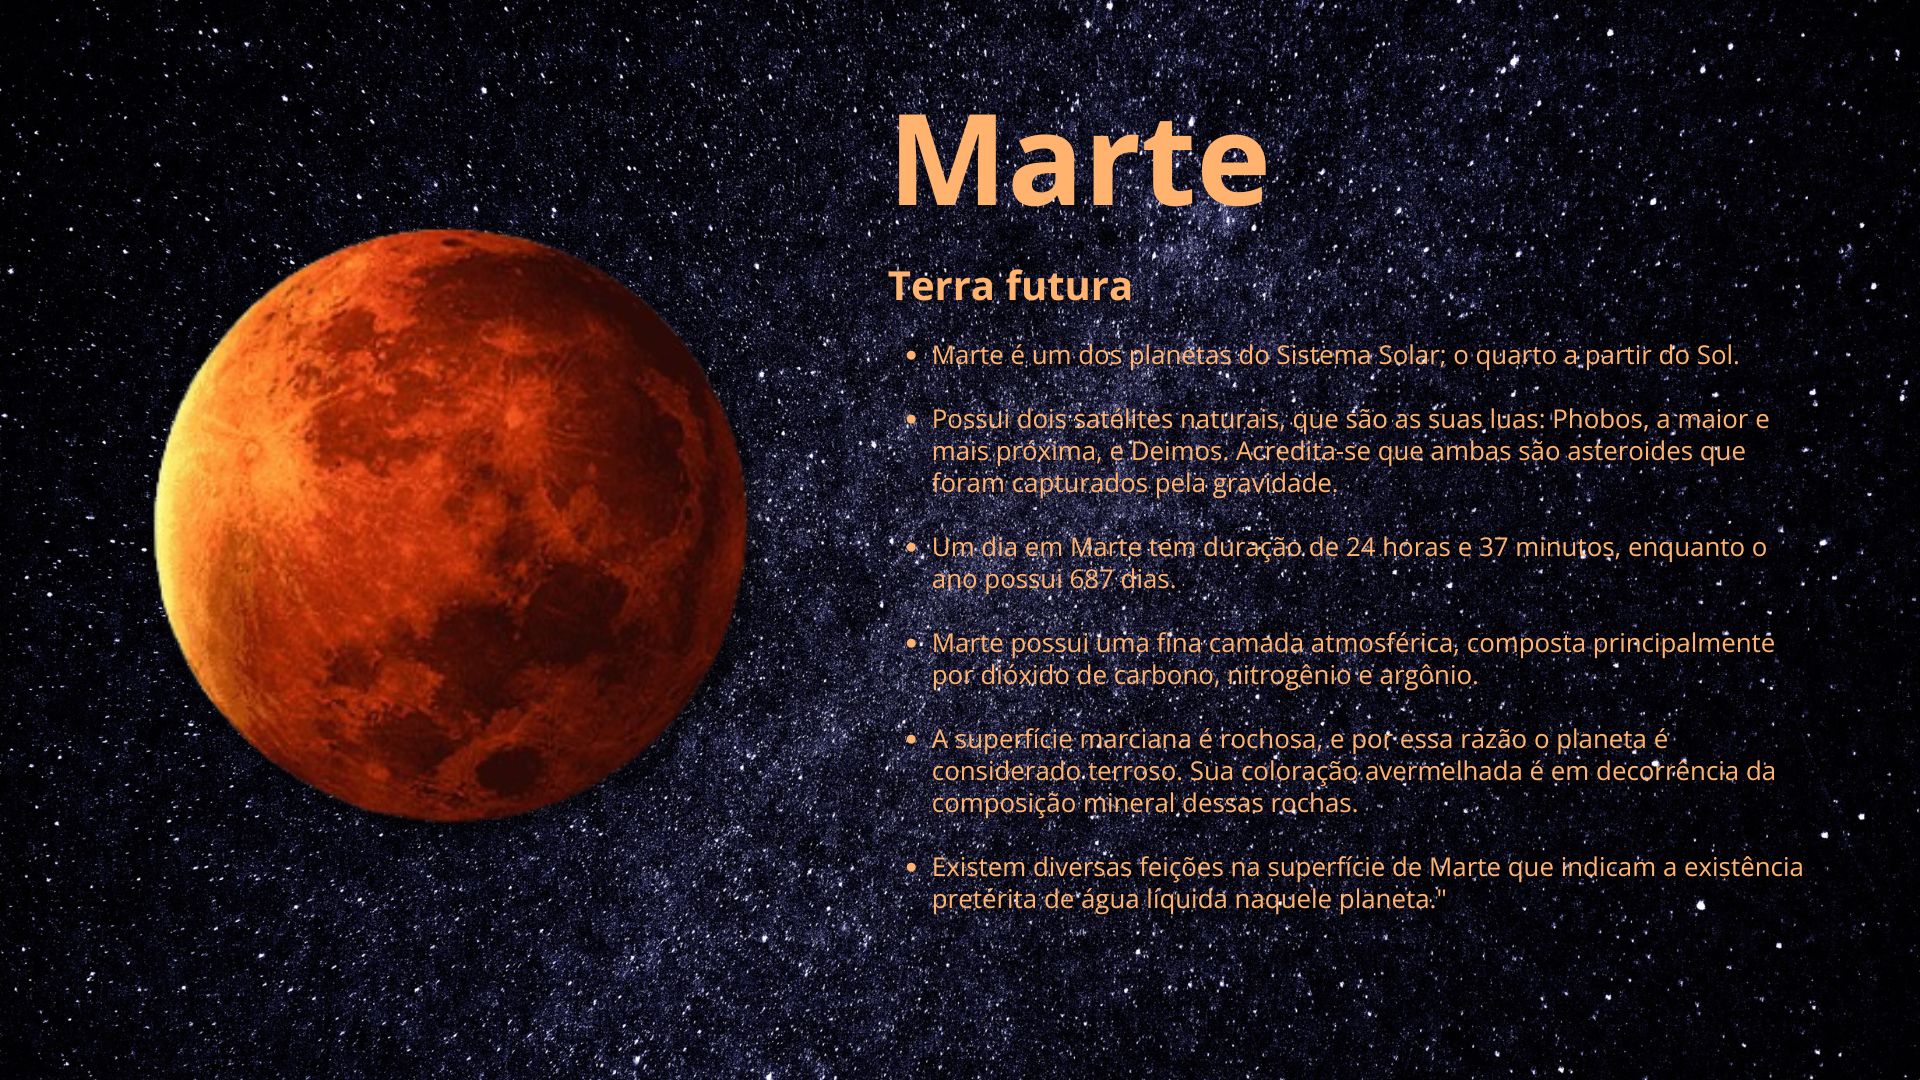 Marte
Terra futura
• Marte é um dos planetas do Sistema Solar; o quarto a partir do Sol.
• Possui dois satélites naturais, que são as suas luas: Phobos, a maior e
mais próxima, e Deimos. Acredita-se que ambas são asteroides que
foram capturados pela gravidade.
• Um dia em Marte tem duração de 24 horas e 37 minutos, enquanto o
ano possui 687 dias.
• Marte possui uma fina camada atmosférica, composta principalmente
por dióxido de carbono, nitrogênio e argônio.
• A superfície marciana é rochosa, e por essa razão o planeta é
considerado terroso. Sua coloração avermelhada é em decorrência da
composição mineral dessas rochas.
• Existem diversas feições na superfície de Marte que indicam a existência
pretérita de água líquida naquele planeta."